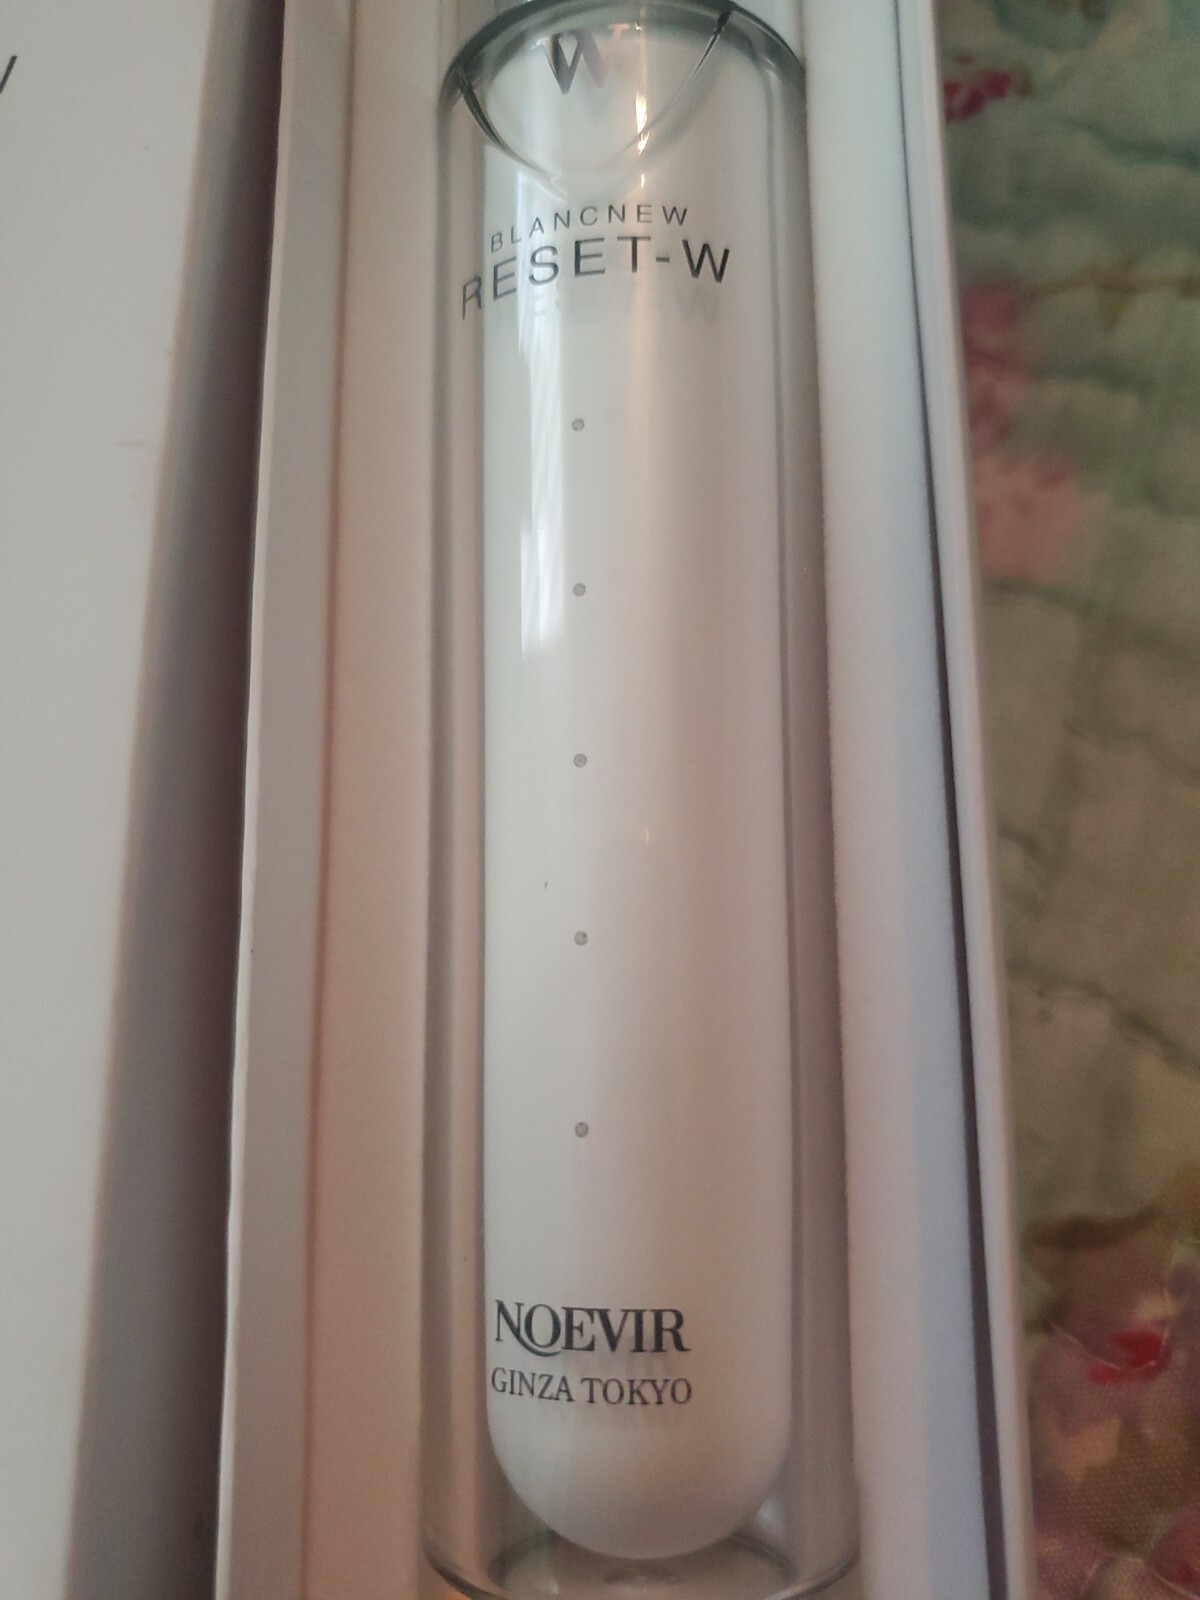 W
BLANCNEW
RESET-W
NOEVIR
GINZA TOKYO